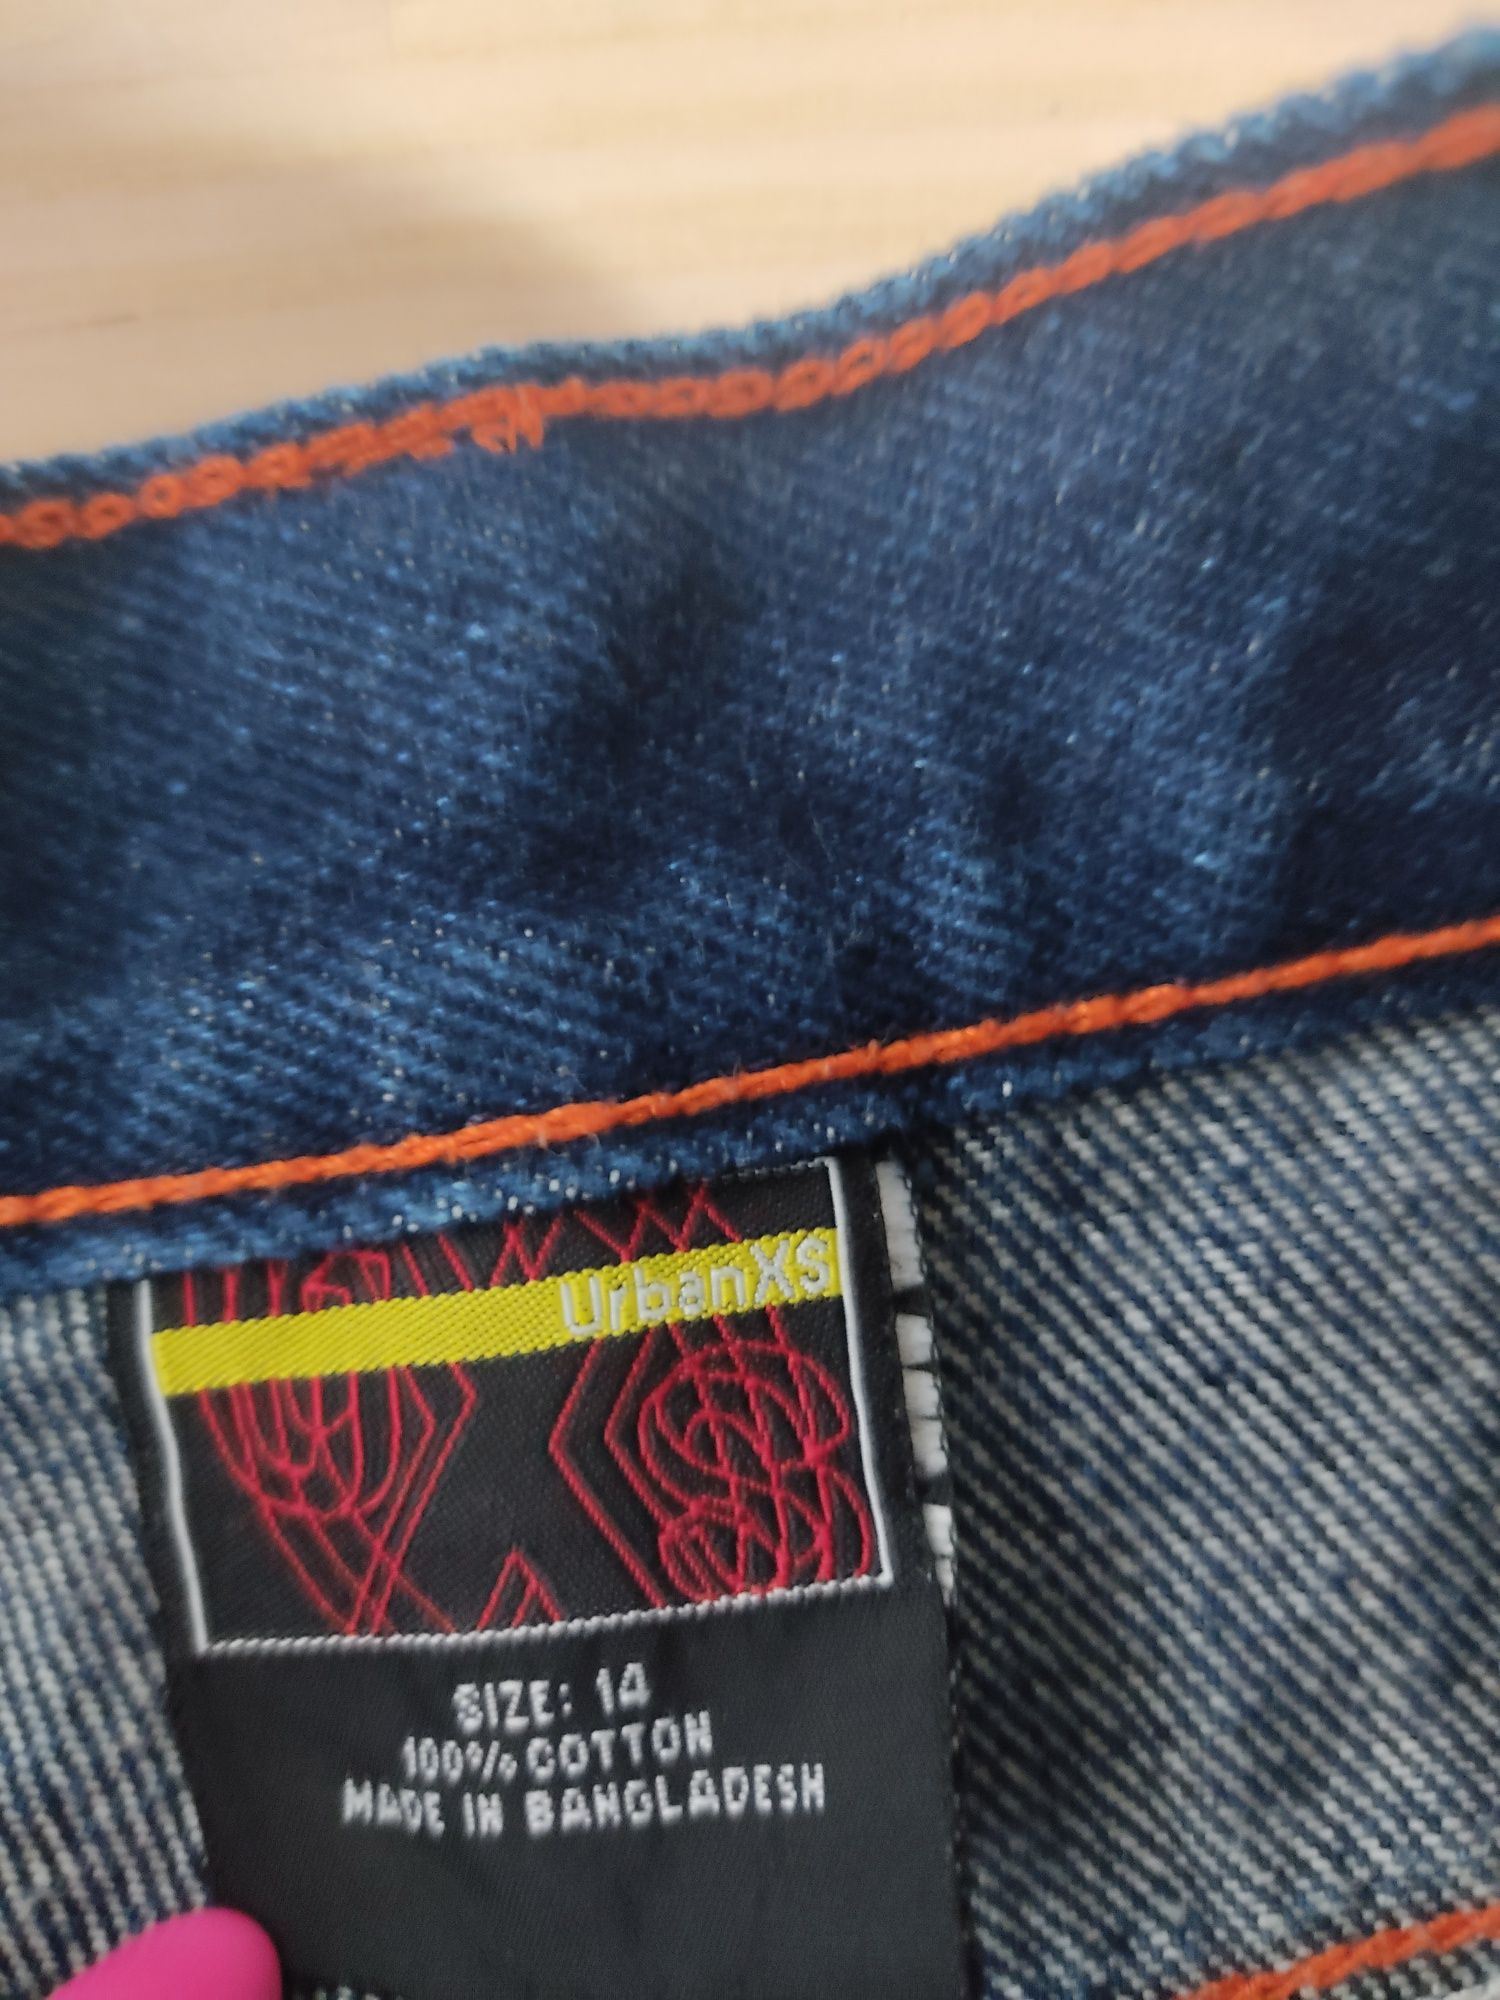 UrbanXS
SIZE: 14
100% COTTON
MADE IN BANGLADESH